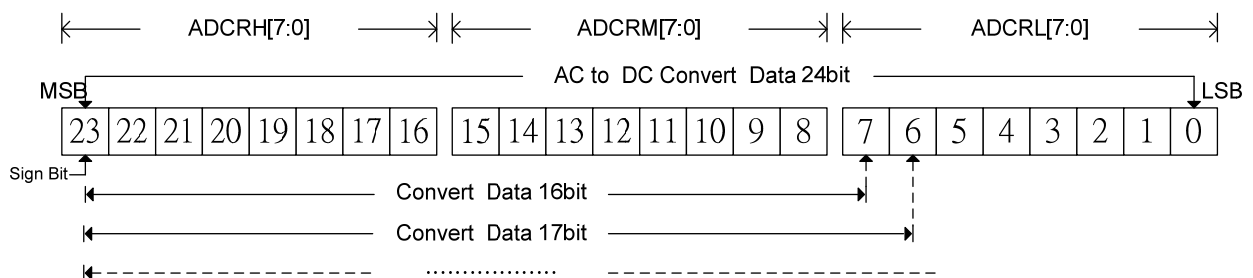 ADCRH[7:0] ADCRM[7:0] ADCRL[7:0]
AC to DC Convert Data 24bit
MSB LSB
23 22 21 20 19 18 17 16 15 14 13 12 11 10 9 8 7 6 5 4 3 2 1 0
Sign Bit
Convert Data 16bit
Convert Data 17bit